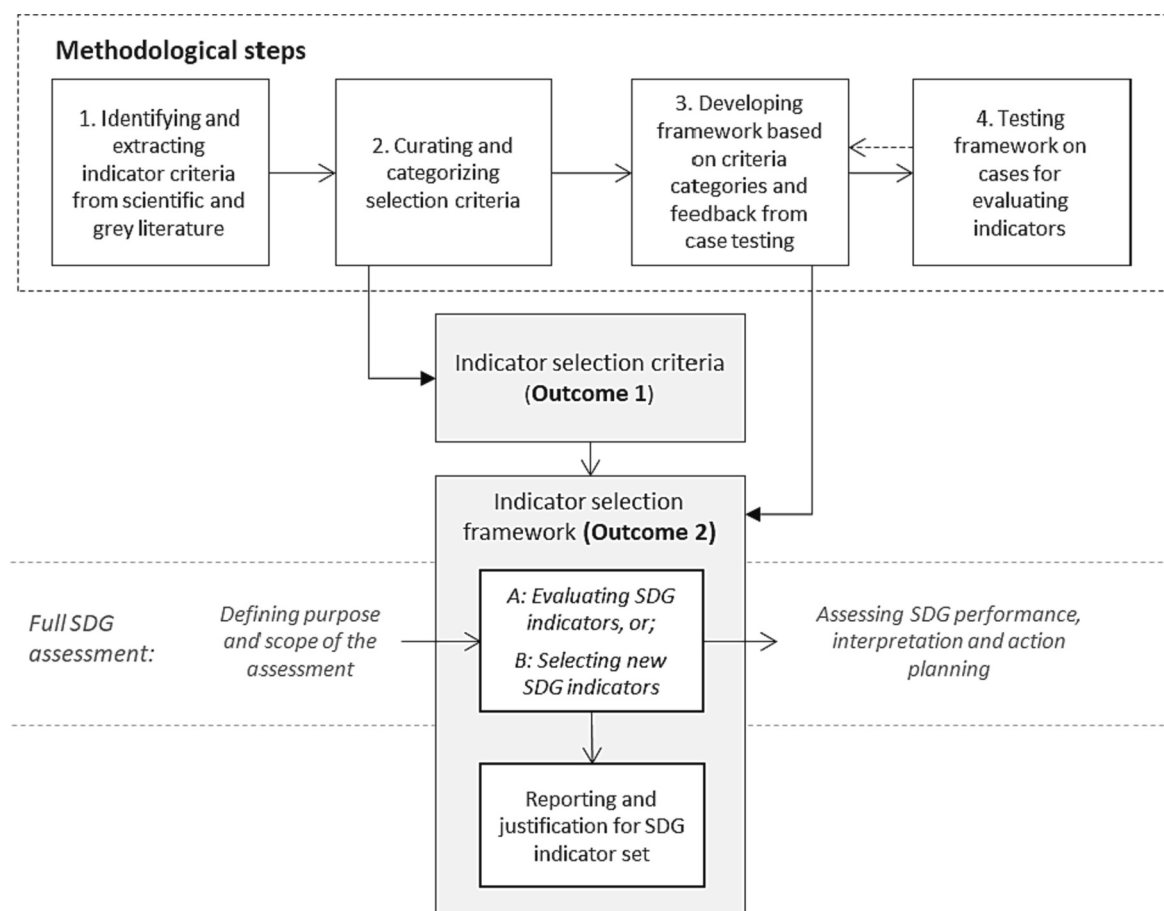 Methodological steps
1. Identifying and
extracting
indicator criteria
from scientific and
grey literature
2. Curating and
categorizing
selection criteria
3. Developing
framework based
on criteria
categories and
feedback from
case testing
4. Testing
framework on
cases for
evaluating
indicators
Indicator selection criteria
(Outcome 1)
Indicator selection
framework (Outcome 2)
Full SDG
assessment:
Defining purpose
and scope of the
assessment
A: Evaluating SDG
indicators, or;
B: Selecting new
SDG indicators
Assessing SDG performance,
interpretation and action
planning
Reporting and
justification for SDG
indicator set